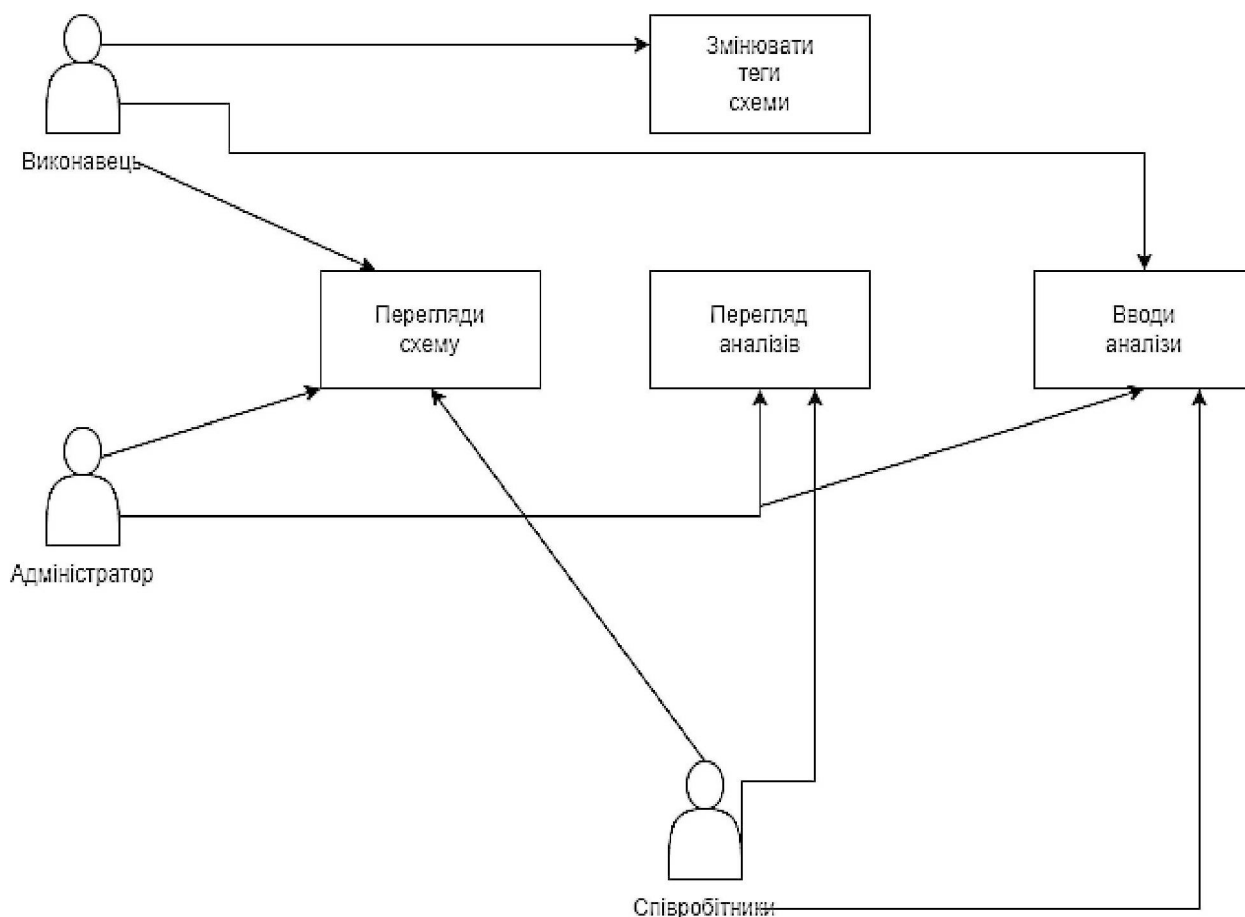 Змінювати
теги
схеми
Виконавець
Перегляди
схему
Перегляд
аналізів
Вводи
аналізи
Адміністратор
Співробітники